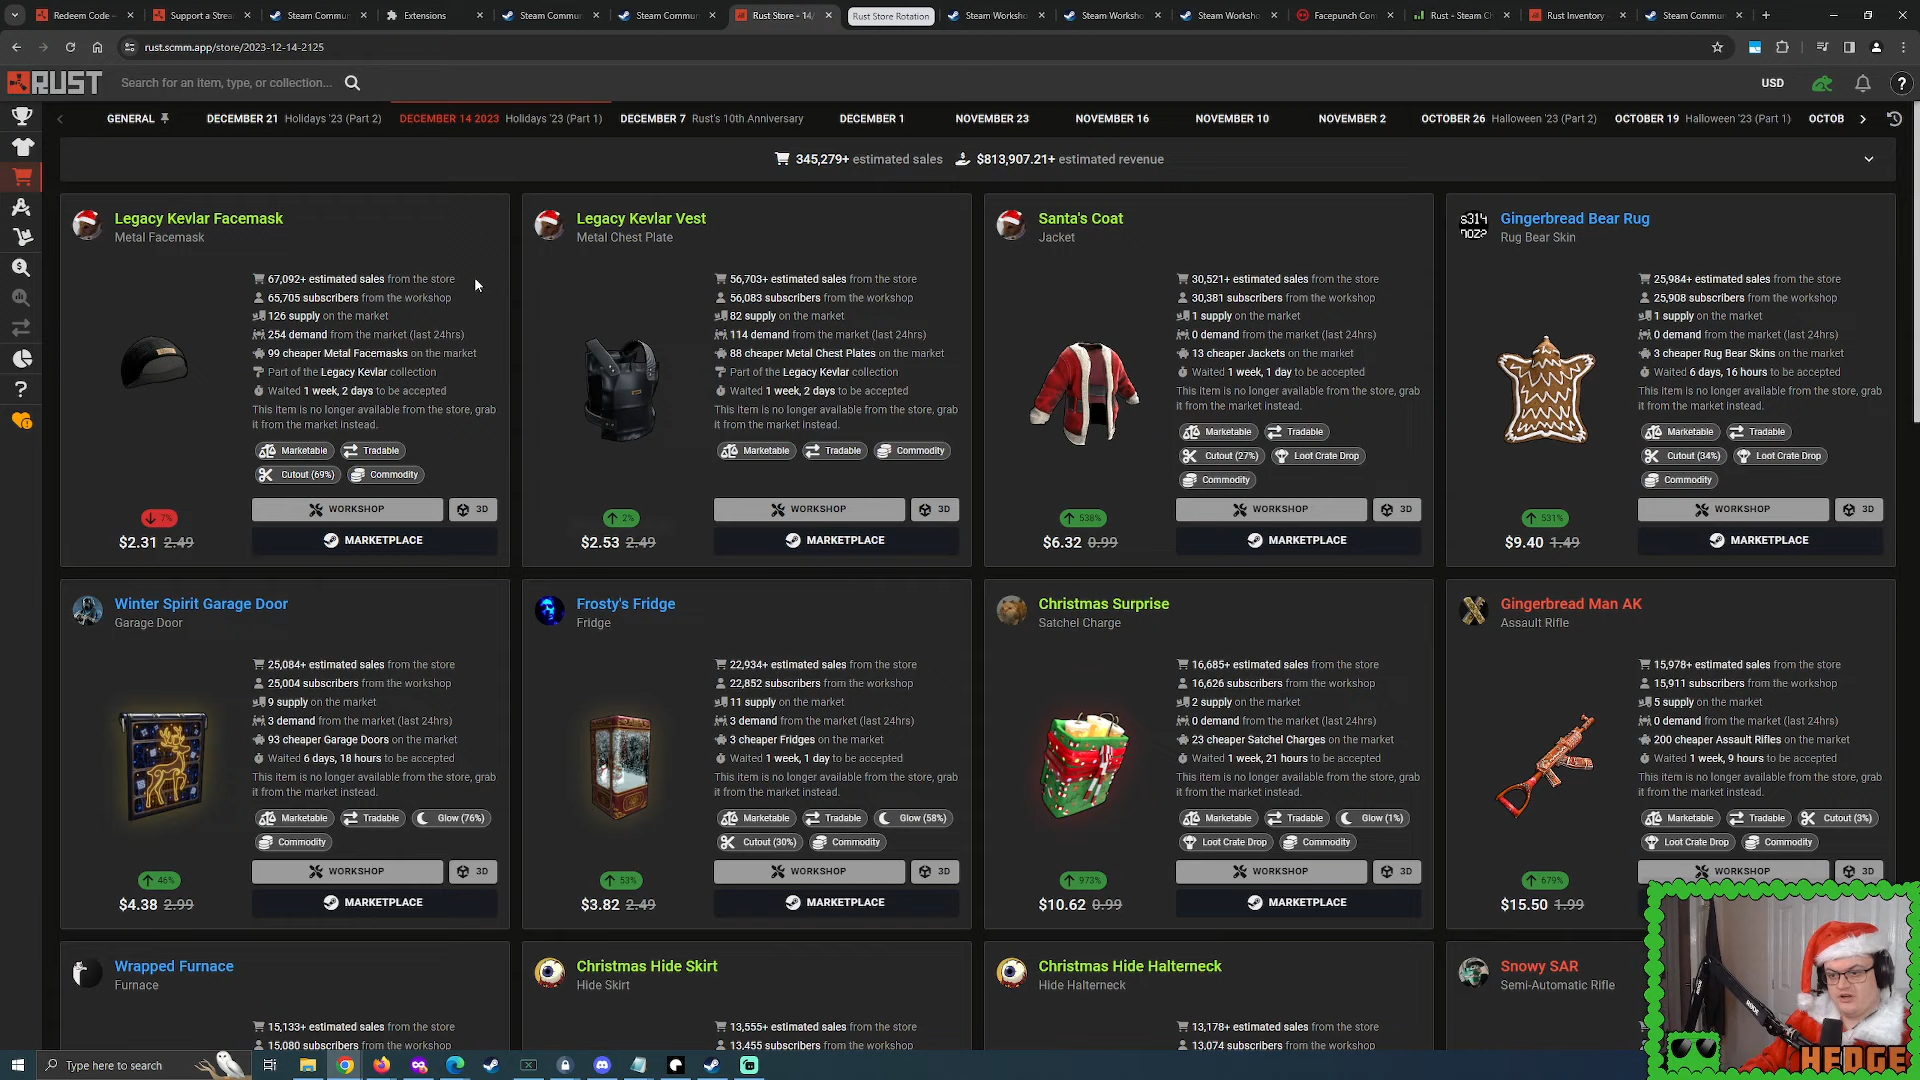 Redeem Code -
Support a Strea
Steam Commun
Extensions
Steam Commun
Steam Commun
Rust Store - 14/
Rust Store Rotation
Steam Worksho
Steam Worksho
Steam Worksho
Facepunch Con
Rust - Steam Ch
Rust Inventory
Steam Commun
rust.scmm.app/store/2023-12-14-2125
RUST
Search for an item, type, or collection...
USD
GENERAL
DECEMBER 21 Holidays '23 (Part 2)
DECEMBER 14 2023 Holidays '23 (Part 1)
DECEMBER 7 Rust's 10th Anniversary
DECEMBER 1
NOVEMBER 23
NOVEMBER 16
NOVEMBER 10
NOVEMBER 2
OCTOBER 26 Halloween '23 (Part 2)
OCTOBER 19 Halloween '23 (Part 1)
OCTOB
345,279+ estimated sales $813,907.21+ estimated revenue
Legacy Kevlar Facemask
Metal Facemask
67,092+ estimated sales from the store
65,705 subscribers from the workshop
126 supply on the market
254 demand from the market (last 24hrs)
99 cheaper Metal Facemasks on the market
Part of the Legacy Kevlar collection
Waited 1 week, 2 days to be accepted
This item is no longer available from the store, grab
it from the market instead.
Marketable Tradable
Cutout (69%) Commodity
7%
$2.31 2.49
WORKSHOP 3D
MARKETPLACE
Legacy Kevlar Vest
Metal Chest Plate
56,703+ estimated sales from the store
56,083 subscribers from the workshop
82 supply on the market
114 demand from the market (last 24hrs)
88 cheaper Metal Chest Plates on the market
Part of the Legacy Kevlar collection
Waited 1 week, 2 days to be accepted
This item is no longer available from the store, grab
it from the market instead.
Marketable Tradable Commodity
2%
$2.53 2.49
WORKSHOP 3D
MARKETPLACE
Santa's Coat
Jacket
30,521+ estimated sales from the store
30,381 subscribers from the workshop
1 supply on the market
0 demand from the market (last 24hrs)
13 cheaper Jackets on the market
Waited 1 week, 1 day to be accepted
This item is no longer available from the store, grab
it from the market instead.
Marketable Tradable
Cutout (27%) Loot Crate Drop
Commodity
538%
$6.32 0.99
WORKSHOP 3D
MARKETPLACE
s314
noz2
Gingerbread Bear Rug
Rug Bear Skin
25,984+ estimated sales from the store
25,908 subscribers from the workshop
1 supply on the market
0 demand from the market (last 24hrs)
3 cheaper Rug Bear Skins on the market
Waited 6 days, 16 hours to be accepted
This item is no longer available from the store, grab
it from the market instead.
Marketable Tradable
Cutout (34%) Loot Crate Drop
Commodity
531%
$9.40 1.49
WORKSHOP 3D
MARKETPLACE
Winter Spirit Garage Door
Garage Door
25,084+ estimated sales from the store
25,004 subscribers from the workshop
9 supply on the market
3 demand from the market (last 24hrs)
93 cheaper Garage Doors on the market
Waited 6 days, 18 hours to be accepted
This item is no longer available from the store, grab
it from the market instead.
Marketable Tradable Glow (76%)
Commodity
46%
$4.38 2.99
WORKSHOP 3D
MARKETPLACE
Frosty's Fridge
Fridge
22,934+ estimated sales from the store
22,852 subscribers from the workshop
11 supply on the market
3 demand from the market (last 24hrs)
3 cheaper Fridges on the market
Waited 1 week, 1 day to be accepted
This item is no longer available from the store, grab
it from the market instead.
Marketable Tradable Glow (58%)
Cutout (30%) Commodity
53%
$3.82 2.49
WORKSHOP 3D
MARKETPLACE
Christmas Surprise
Satchel Charge
16,685+ estimated sales from the store
16,626 subscribers from the workshop
2 supply on the market
0 demand from the market (last 24hrs)
23 cheaper Satchel Charges on the market
Waited 1 week, 21 hours to be accepted
This item is no longer available from the store, grab
it from the market instead.
Marketable Tradable Glow (1%)
Loot Crate Drop Commodity
973%
$10.62 0.99
WORKSHOP 3D
MARKETPLACE
Gingerbread Man AK
Assault Rifle
15,978+ estimated sales from the store
15,911 subscribers from the workshop
5 supply on the market
0 demand from the market (last 24hrs)
200 cheaper Assault Rifles on the market
Waited 1 week, 9 hours to be accepted
This item is no longer available from the store, grab
it from the market instead.
Marketable Tradable Cutout (3%)
Loot Crate Drop Commodity
679%
$15.50 1.99
WORKSHOP 3D
Wrapped Furnace
Furnace
15,133+ estimated sales from the store
15,080 subscribers from the workshop
Christmas Hide Skirt
Hide Skirt
13,555+ estimated sales from the store
13,455 subscribers from the workshop
Christmas Hide Halterneck
Hide Halterneck
13,178+ estimated sales from the store
13,074 subscribers from the workshop
Snowy SAR
Semi-Automatic Rifle
HEDGE
Type here to search